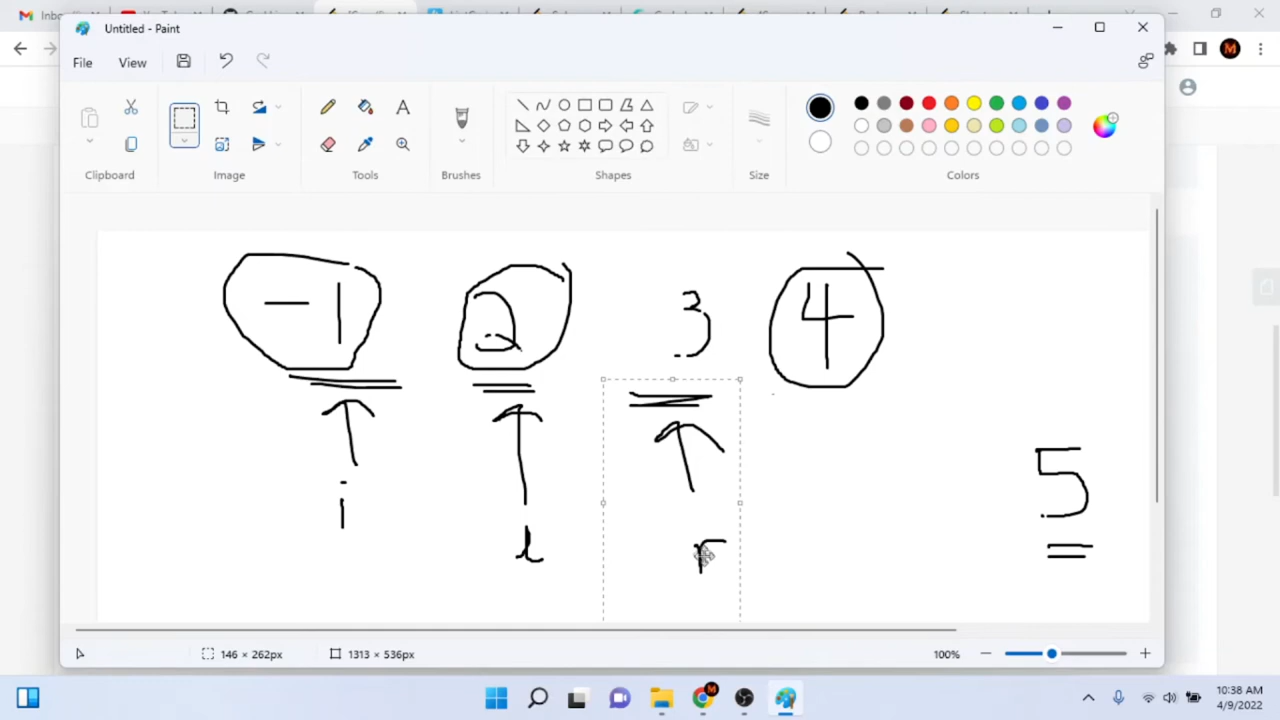 Inbo
Untitled - Paint
File View
Clipboard Image Tools Brushes Shapes Size Colors
-1 2 3 4
i l r
5
146 × 262px 1313 × 536px 100%
10:38 AM
4/9/2022